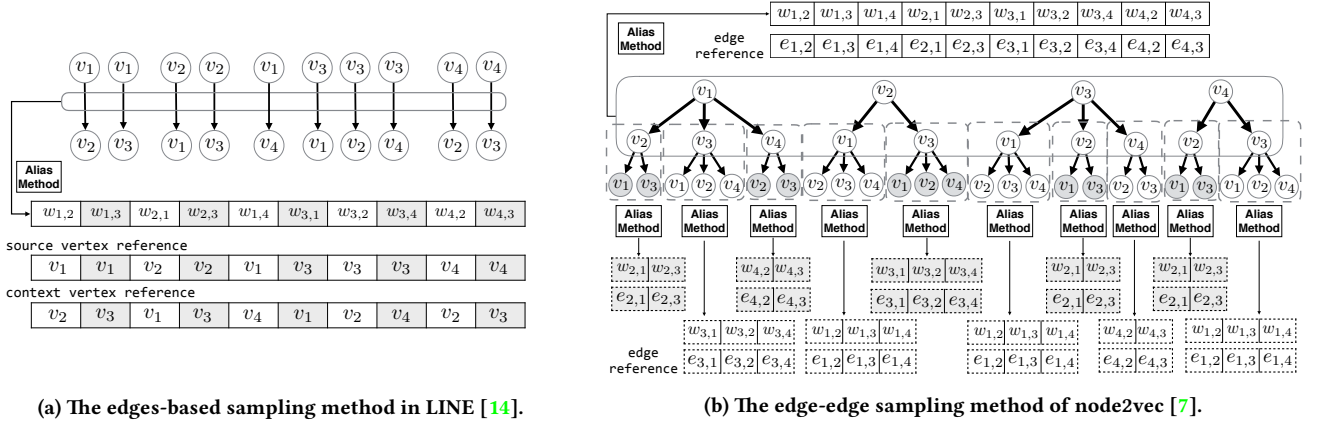 v1 v1 v2 v2 v1 v3 v3 v3 v4 v4
v2 v3 v1 v3 v4 v1 v2 v4 v2 v3
Alias
Method
w1,2 w1,3 w2,1 w2,3 w1,4 w3,1 w3,2 w3,4 w4,2 w4,3
source vertex reference
v1 v1 v2 v2 v1 v3 v3 v3 v4 v4
context vertex reference
v2 v3 v1 v3 v4 v1 v2 v4 v2 v3
(a) The edges-based sampling method in LINE [14].
Alias
Method
w1,2 w1,3 w1,4 w2,1 w2,3 w3,1 w3,2 w3,4 w4,2 w4,3
edge
reference
e1,2 e1,3 e1,4 e2,1 e2,3 e3,1 e3,2 e3,4 e4,2 e4,3
v1 v2 v3 v4
v2 v3 v4 v1 v3 v1 v2 v4 v2 v3
v1 v3 v1 v2 v4 v2 v3 v2 v3 v4 v1 v2 v4 v2 v3 v4 v1 v3 v2 v3 v1 v3 v1 v2 v4
Alias Alias Alias Alias Alias Alias Alias Alias Alias Alias
Method Method Method Method Method Method Method Method Method Method
w2,1 w2,3 w4,2 w4,3 w3,1 w3,2 w3,4 w2,1 w2,3 w2,1 w2,3
e2,1 e2,3 e4,2 e4,3 e3,1 e3,2 e3,4 e2,1 e2,3 e2,1 e2,3
w3,1 w3,2 w3,4 w1,2 w1,3 w1,4 w1,2 w1,3 w1,4 w4,2 w4,3 w1,2 w1,3 w1,4
edge
reference
e3,1 e3,2 e3,4 e1,2 e1,3 e1,4 e1,2 e1,3 e1,4 e4,2 e4,3 e1,2 e1,3 e1,4
(b) The edge-edge sampling method of node2vec [7].